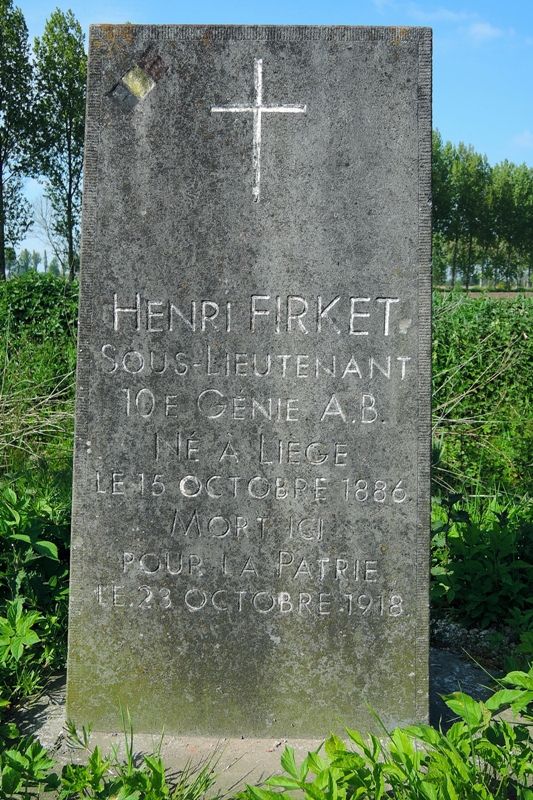 HENRI FIRKET
SOUS-LIEUTENANT
10E GÉNIE A.B.
NÉ À LIEGE
LE 15 OCTOBRE 1886
MORT ICI
POUR LA PATRIE
LE 23 OCTOBRE 1918